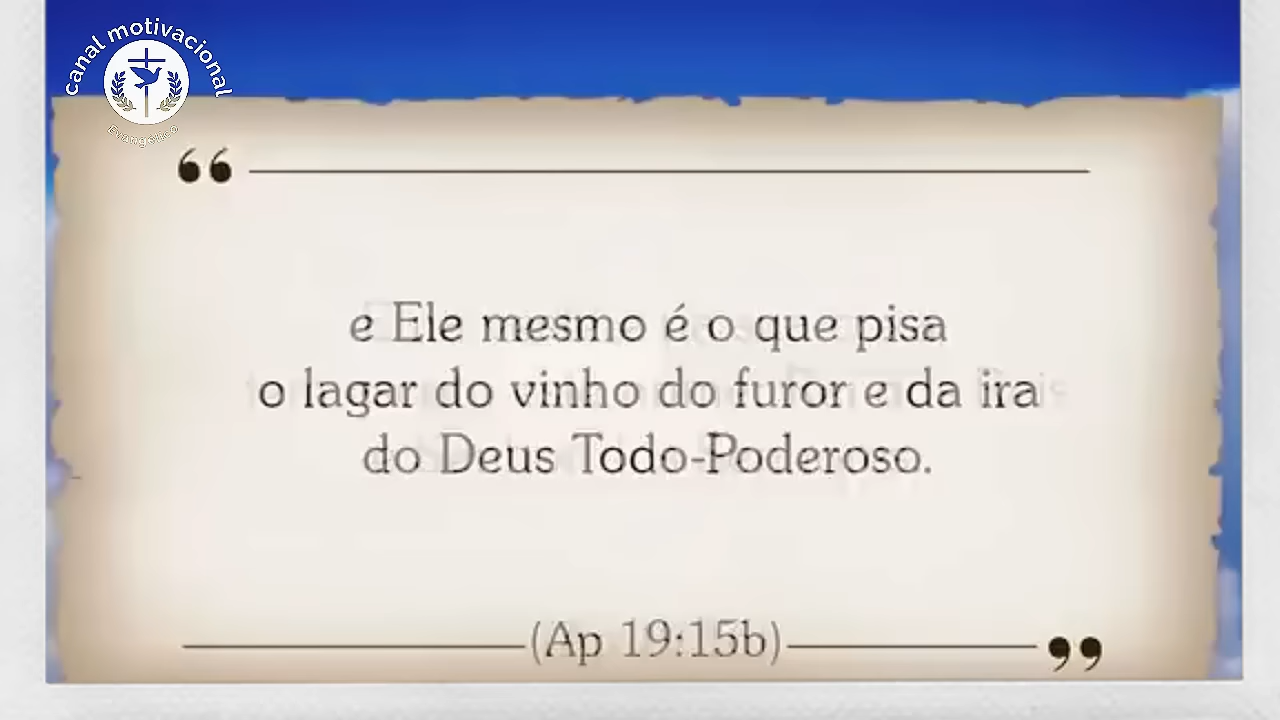 canal motivacional
Evangélico
“
e Ele mesmo é o que pisa
o lagar do vinho do furor e da ira
do Deus Todo-Poderoso.
(Ap 19:15b)
”